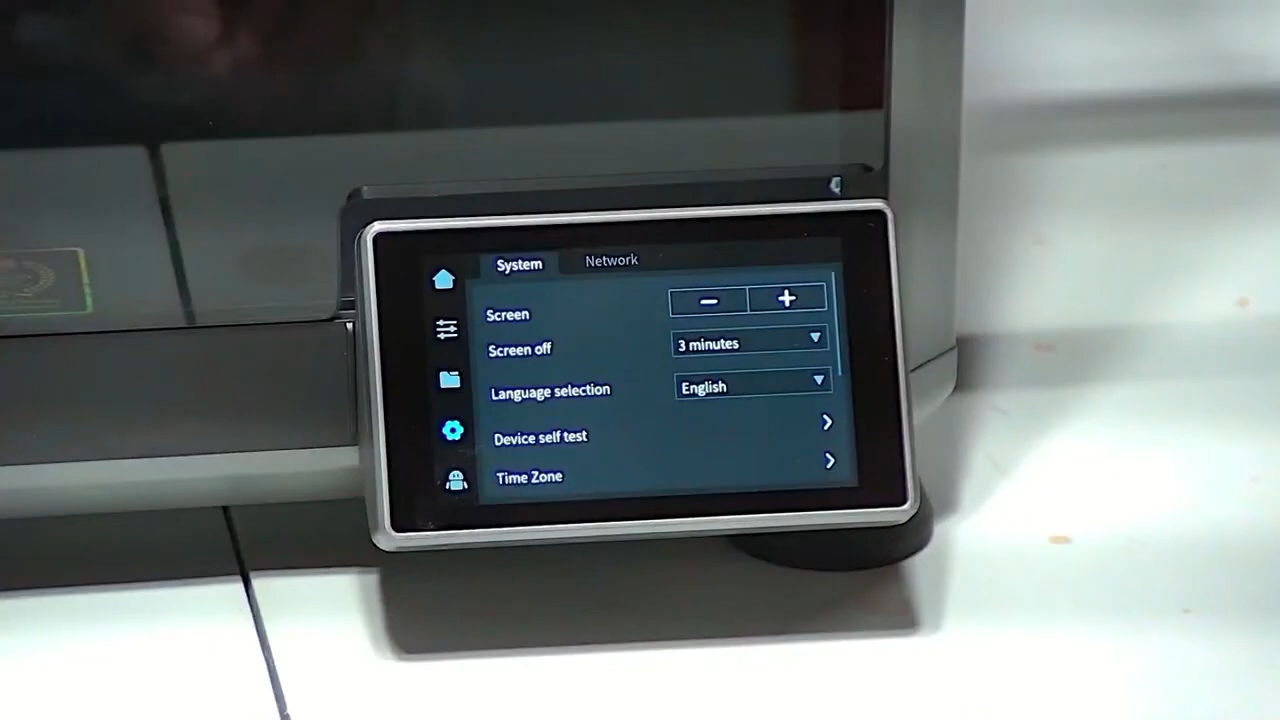 System Network
Screen
Screen off 3 minutes
Language selection English
Device self test
Time Zone